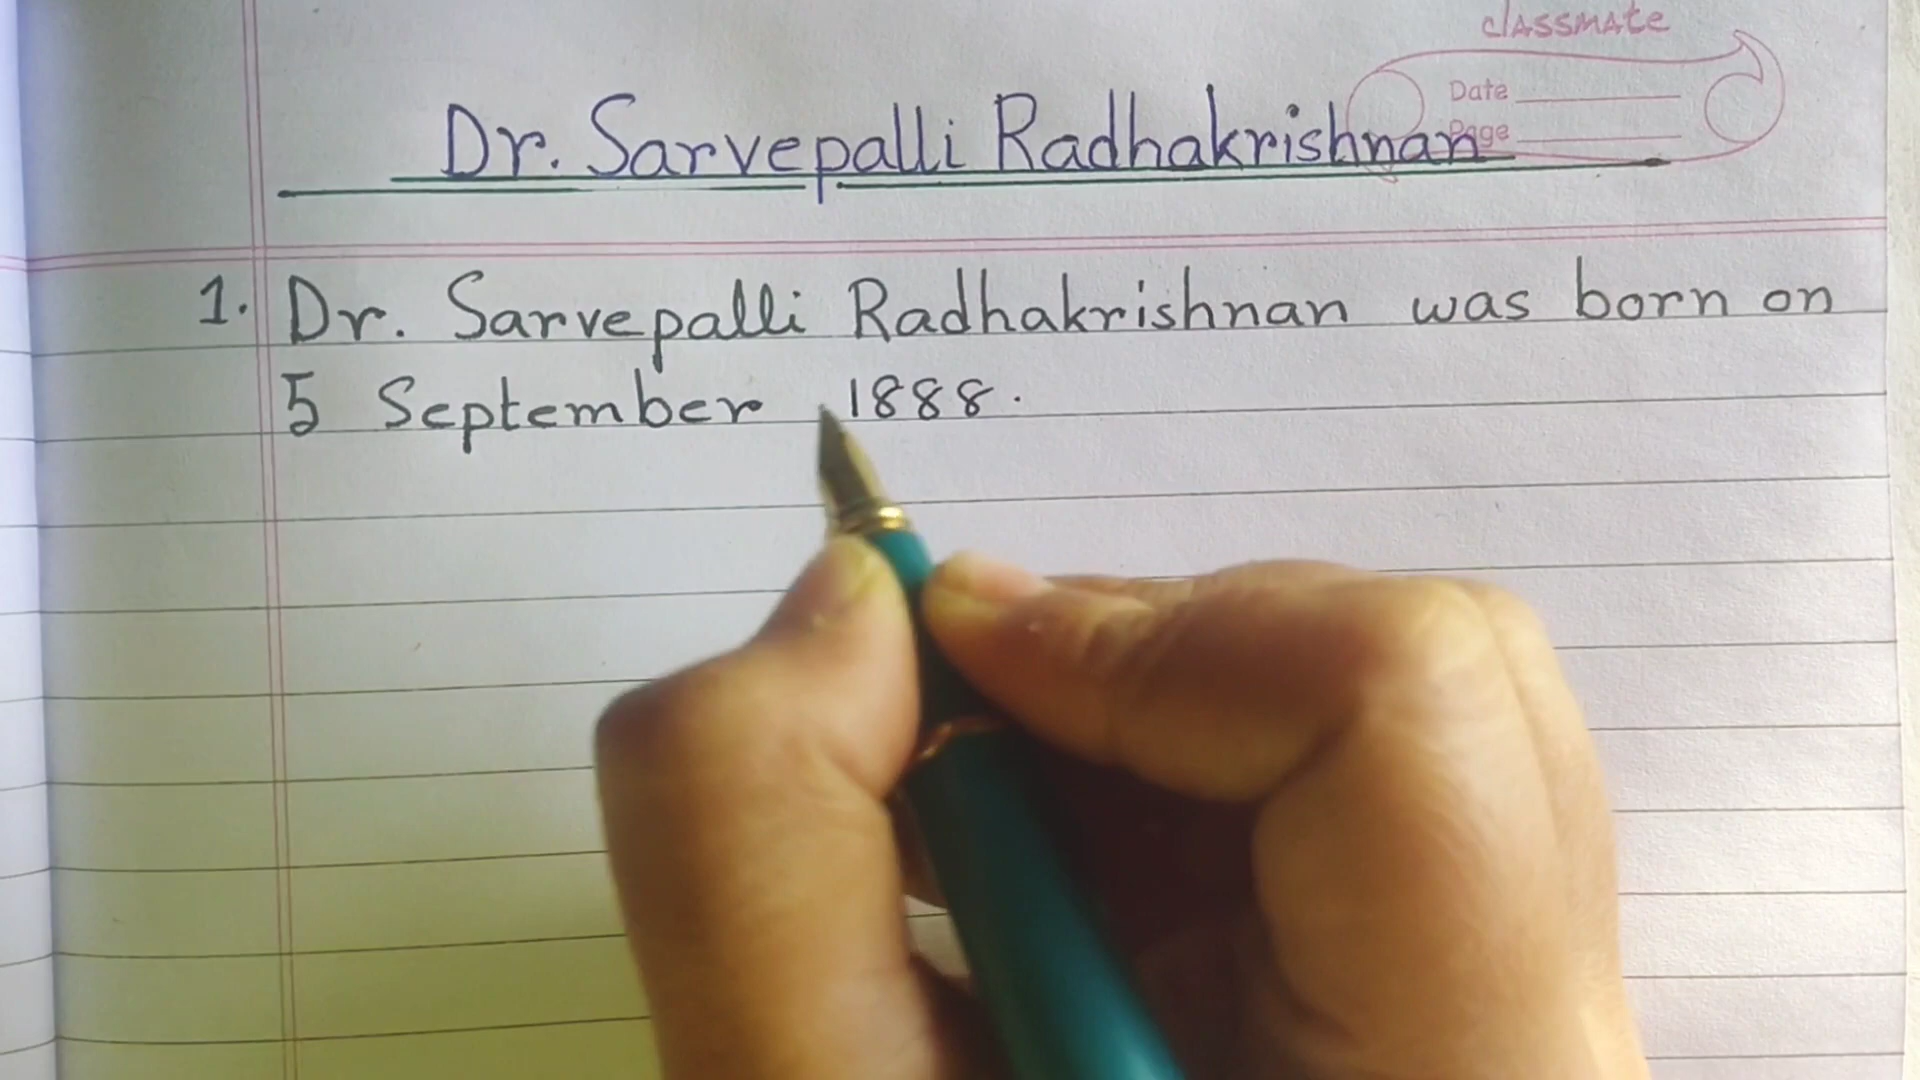 classmate
Date
Page
Dr. Sarvepalli Radhakrishnan
1. Dr. Sarvepalli Radhakrishnan was born on
5 September 1888.